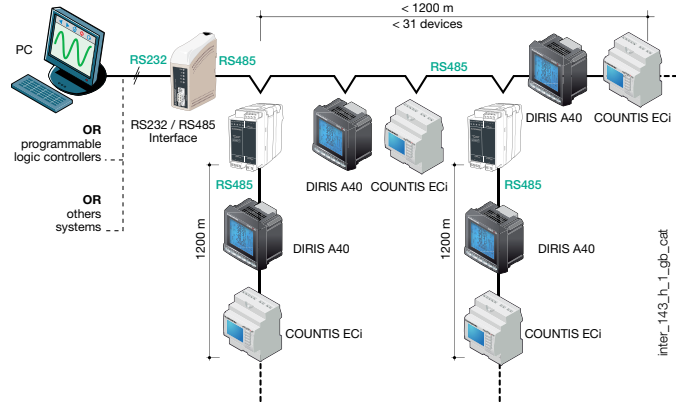 < 1200 m
< 31 devices
PC
RS232
RS485
RS485
RS232 / RS485
Interface
OR
programmable
logic controllers
OR
others
systems
DIRIS A40
COUNTIS ECi
DIRIS A40
COUNTIS ECi
RS485
1200 m
DIRIS A40
COUNTIS ECi
RS485
1200 m
DIRIS A40
COUNTIS ECi
inter_143_h_1_gb_cat